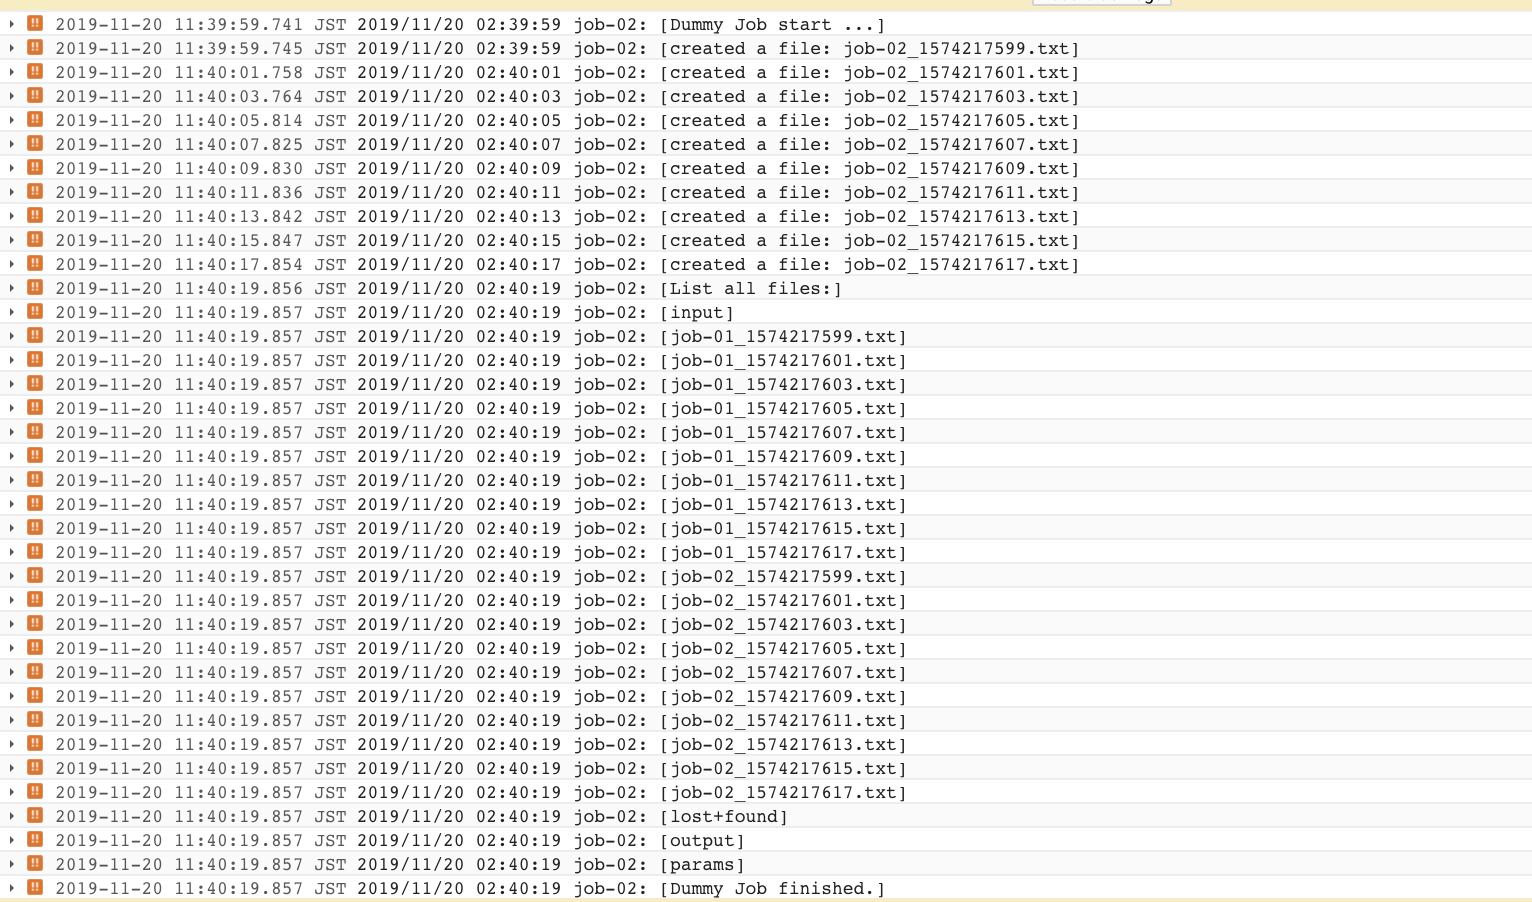 2019-11-20 11:39:59.741 JST 2019/11/20 02:39:59 job-02: [Dummy Job start ...]
2019-11-20 11:39:59.745 JST 2019/11/20 02:39:59 job-02: [created a file: job-02_1574217599.txt]
2019-11-20 11:40:01.758 JST 2019/11/20 02:40:01 job-02: [created a file: job-02_1574217601.txt]
2019-11-20 11:40:03.764 JST 2019/11/20 02:40:03 job-02: [created a file: job-02_1574217603.txt]
2019-11-20 11:40:05.814 JST 2019/11/20 02:40:05 job-02: [created a file: job-02_1574217605.txt]
2019-11-20 11:40:07.825 JST 2019/11/20 02:40:07 job-02: [created a file: job-02_1574217607.txt]
2019-11-20 11:40:09.830 JST 2019/11/20 02:40:09 job-02: [created a file: job-02_1574217609.txt]
2019-11-20 11:40:11.836 JST 2019/11/20 02:40:11 job-02: [created a file: job-02_1574217611.txt]
2019-11-20 11:40:13.842 JST 2019/11/20 02:40:13 job-02: [created a file: job-02_1574217613.txt]
2019-11-20 11:40:15.847 JST 2019/11/20 02:40:15 job-02: [created a file: job-02_1574217615.txt]
2019-11-20 11:40:17.854 JST 2019/11/20 02:40:17 job-02: [created a file: job-02_1574217617.txt]
2019-11-20 11:40:19.856 JST 2019/11/20 02:40:19 job-02: [List all files:]
2019-11-20 11:40:19.857 JST 2019/11/20 02:40:19 job-02: [input]
2019-11-20 11:40:19.857 JST 2019/11/20 02:40:19 job-02: [job-01_1574217599.txt]
2019-11-20 11:40:19.857 JST 2019/11/20 02:40:19 job-02: [job-01_1574217601.txt]
2019-11-20 11:40:19.857 JST 2019/11/20 02:40:19 job-02: [job-01_1574217603.txt]
2019-11-20 11:40:19.857 JST 2019/11/20 02:40:19 job-02: [job-01_1574217605.txt]
2019-11-20 11:40:19.857 JST 2019/11/20 02:40:19 job-02: [job-01_1574217607.txt]
2019-11-20 11:40:19.857 JST 2019/11/20 02:40:19 job-02: [job-01_1574217609.txt]
2019-11-20 11:40:19.857 JST 2019/11/20 02:40:19 job-02: [job-01_1574217611.txt]
2019-11-20 11:40:19.857 JST 2019/11/20 02:40:19 job-02: [job-01_1574217613.txt]
2019-11-20 11:40:19.857 JST 2019/11/20 02:40:19 job-02: [job-01_1574217615.txt]
2019-11-20 11:40:19.857 JST 2019/11/20 02:40:19 job-02: [job-01_1574217617.txt]
2019-11-20 11:40:19.857 JST 2019/11/20 02:40:19 job-02: [job-02_1574217599.txt]
2019-11-20 11:40:19.857 JST 2019/11/20 02:40:19 job-02: [job-02_1574217601.txt]
2019-11-20 11:40:19.857 JST 2019/11/20 02:40:19 job-02: [job-02_1574217603.txt]
2019-11-20 11:40:19.857 JST 2019/11/20 02:40:19 job-02: [job-02_1574217605.txt]
2019-11-20 11:40:19.857 JST 2019/11/20 02:40:19 job-02: [job-02_1574217607.txt]
2019-11-20 11:40:19.857 JST 2019/11/20 02:40:19 job-02: [job-02_1574217609.txt]
2019-11-20 11:40:19.857 JST 2019/11/20 02:40:19 job-02: [job-02_1574217611.txt]
2019-11-20 11:40:19.857 JST 2019/11/20 02:40:19 job-02: [job-02_1574217613.txt]
2019-11-20 11:40:19.857 JST 2019/11/20 02:40:19 job-02: [job-02_1574217615.txt]
2019-11-20 11:40:19.857 JST 2019/11/20 02:40:19 job-02: [job-02_1574217617.txt]
2019-11-20 11:40:19.857 JST 2019/11/20 02:40:19 job-02: [lost+found]
2019-11-20 11:40:19.857 JST 2019/11/20 02:40:19 job-02: [output]
2019-11-20 11:40:19.857 JST 2019/11/20 02:40:19 job-02: [params]
2019-11-20 11:40:19.857 JST 2019/11/20 02:40:19 job-02: [Dummy Job finished.]